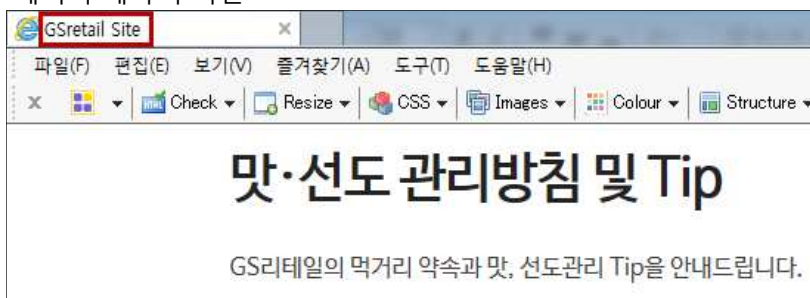 GSretail Site
파일(F) 편집(E) 보기(V) 즐겨찾기(A) 도구(T) 도움말(H)
Check Resize CSS Images Colour Structure
맛·선도 관리방침 및 Tip
GS리테일의 먹거리 약속과 맛, 선도관리 Tip을 안내드립니다.